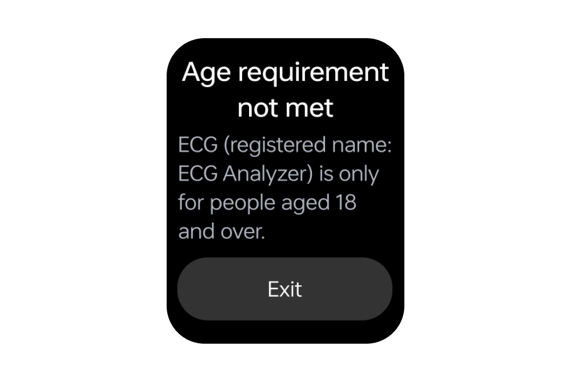 Age requirement
not met
ECG (registered name:
ECG Analyzer) is only
for people aged 18
and over.
Exit